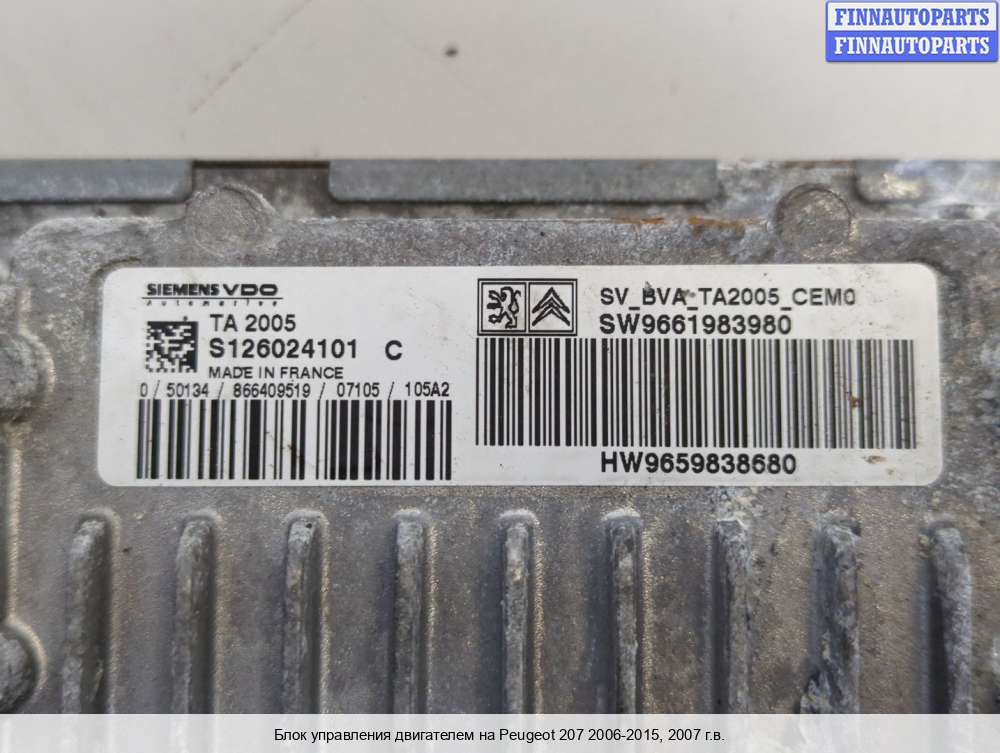 FINNAUTOPARTS
FINNAUTOPARTS
SIEMENS VDO
Automotive
TA 2005
S126024101 C
MADE IN FRANCE
0 / 50134 / 866409519 / 07105 / 105A2
SV_BVA_TA2005_CEM0
SW9661983980
HW9659838680
Блок управления двигателем на Peugeot 207 2006-2015, 2007 г.в.